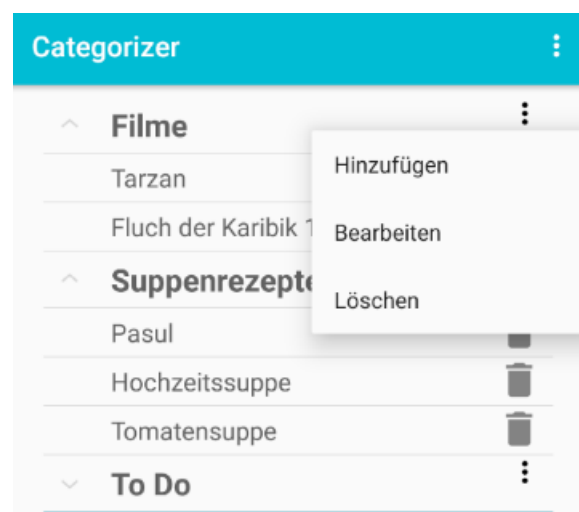 Categorizer
Filme
Hinzufügen
Tarzan
Fluch der Karibik 1
Bearbeiten
Suppenrezepte
Löschen
Pasul
Hochzeitssuppe
Tomatensuppe
To Do